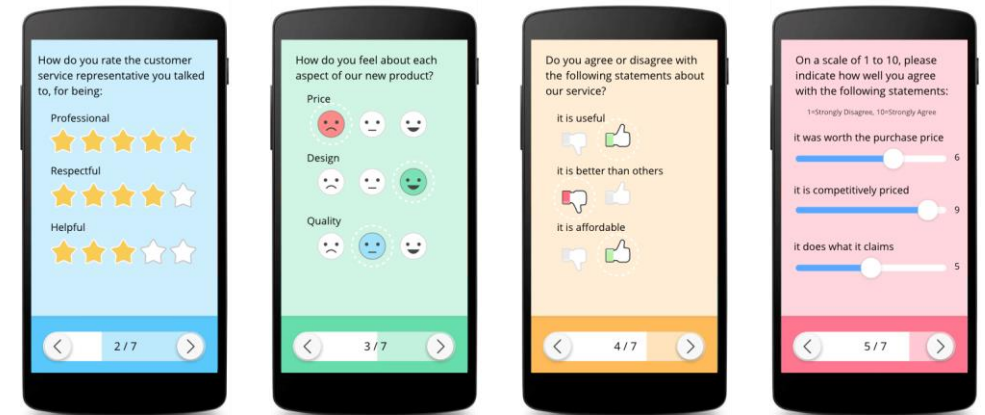 How do you rate the customer
service representative you talked
to, for being:
Professional
Respectful
Helpful
2 / 7
How do you feel about each
aspect of our new product?
Price
Design
Quality
3 / 7
Do you agree or disagree with
the following statements about
our service?
it is useful
it is better than others
it is affordable
4 / 7
On a scale of 1 to 10, please
indicate how well you agree
with the following statements:
1=Strongly Disagree, 10=Strongly Agree
it was worth the purchase price
6
it is competitively priced
9
it does what it claims
5
5 / 7